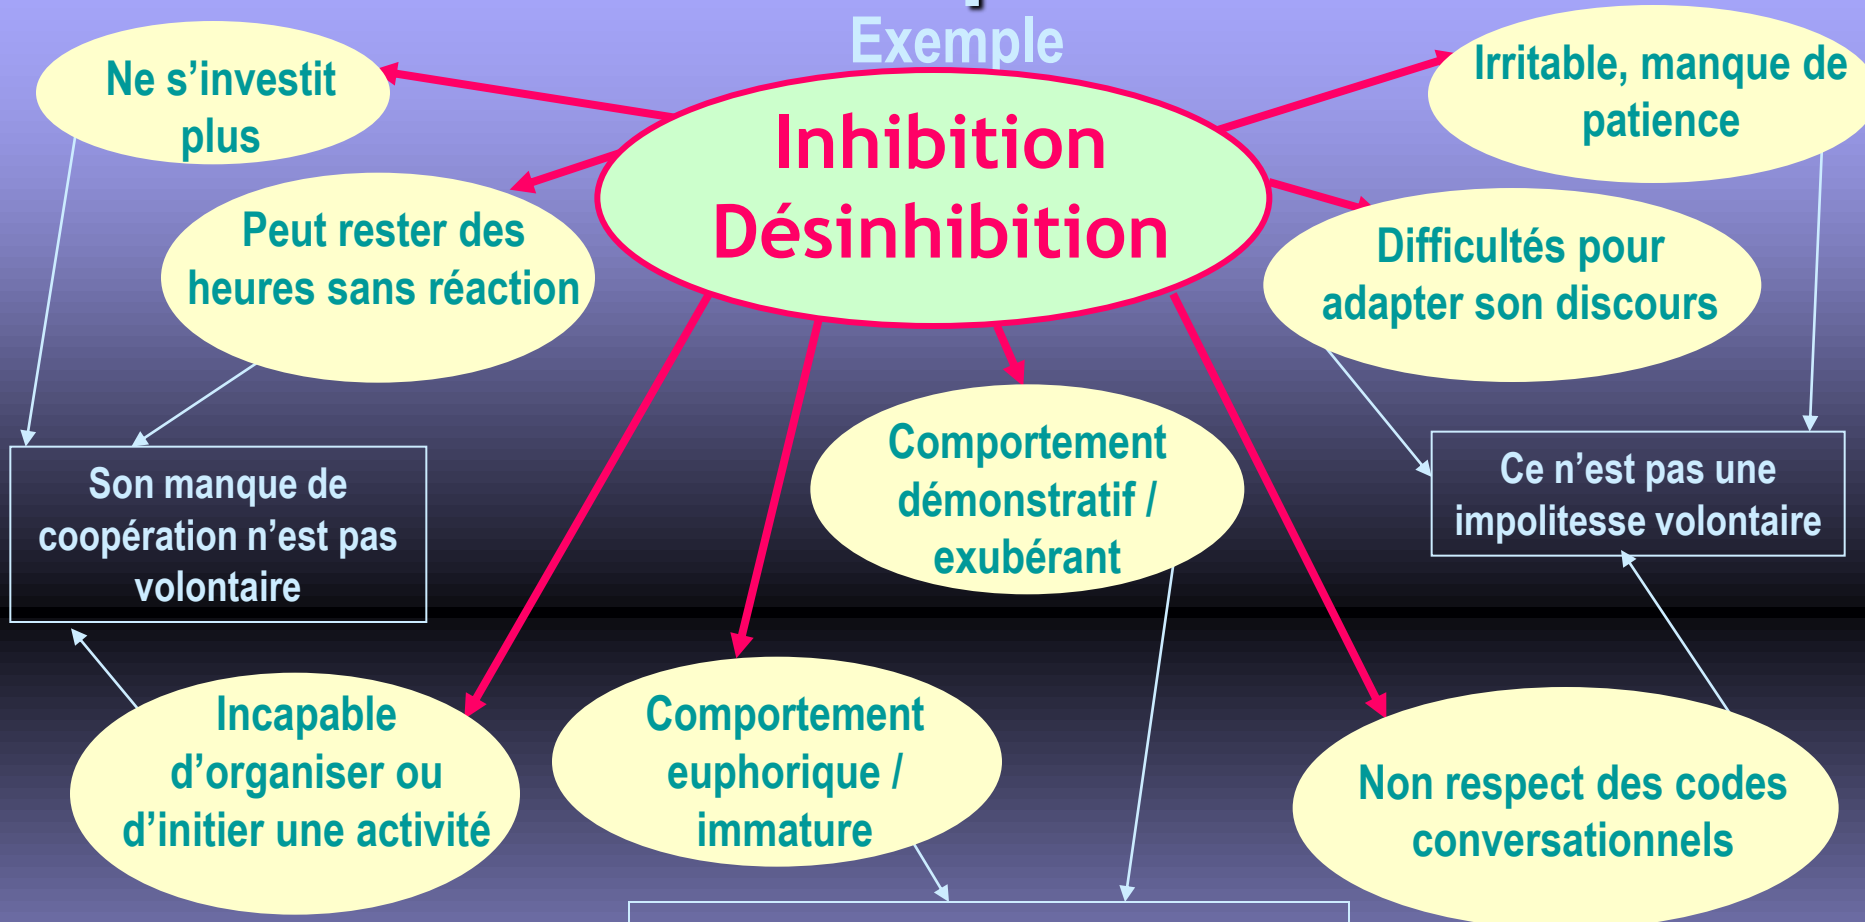 Exemple
Ne s’investit
plus
Inhibition
Désinhibition
Irritable, manque de
patience
Peut rester des
heures sans réaction
Difficultés pour
adapter son discours
Comportement
démonstratif /
exubérant
Son manque de
coopération n’est pas
volontaire
Ce n’est pas une
impolitesse volontaire
Incapable
d’organiser ou
d’initier une activité
Comportement
euphorique /
immature
Non respect des codes
conversationnels